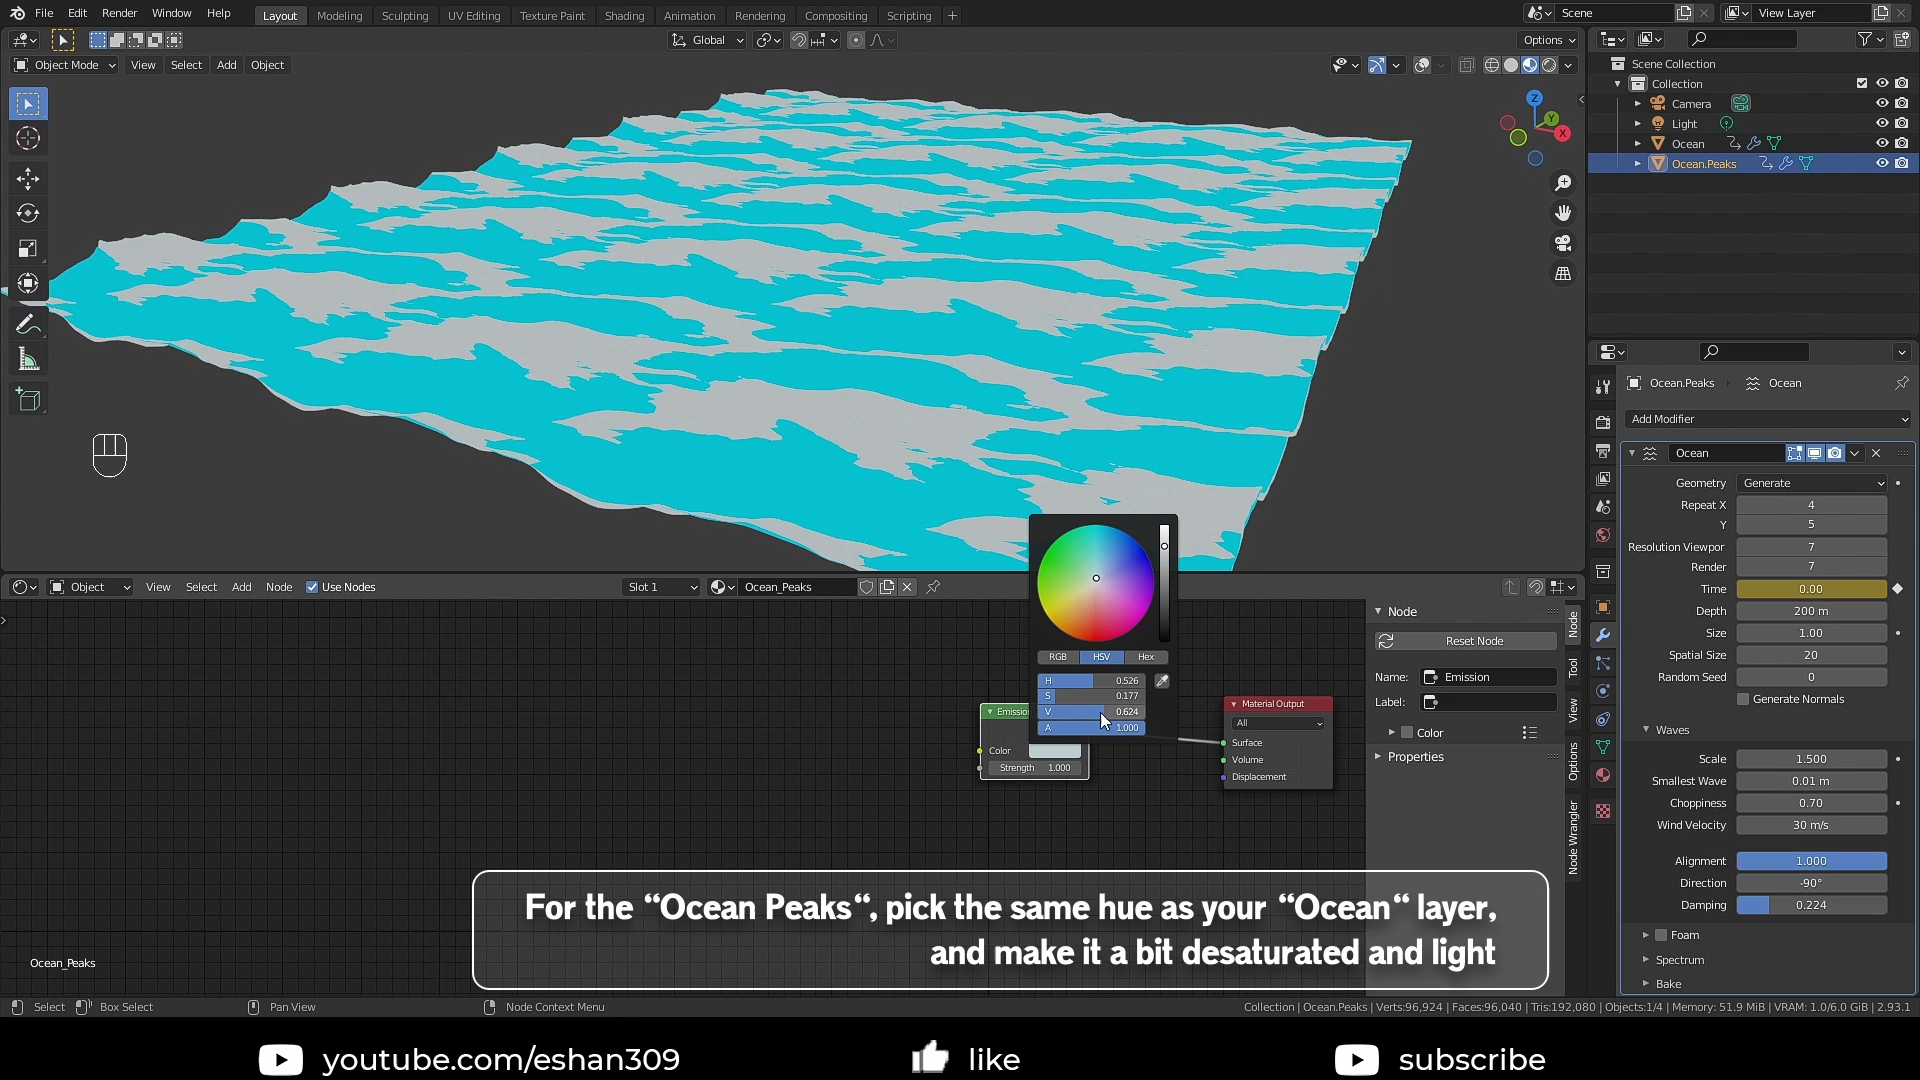 File Edit Render Window Help Layout Modeling Sculpting UV Editing Texture Paint Shading Animation Rendering Compositing Scripting + Scene View Layer
Global Options
Object Mode View Select Add Object
Z Y X
Scene Collection
Collection
Camera
Light
Ocean
Ocean.Peaks
Ocean.Peaks Ocean
Add Modifier
Ocean
Geometry Generate
Repeat X 4
Y 5
Resolution Viewpor 7
Render 7
Time 0.00
Depth 200 m
Size 1.00
Spatial Size 20
Random Seed 0
Generate Normals
Waves
Scale 1.500
Smallest Wave 0.01 m
Choppiness 0.70
Wind Velocity 30 m/s
Alignment 1.000
Direction -90°
Damping 0.224
Foam
Spectrum
Bake
Object View Select Add Node Use Nodes Slot 1 Ocean_Peaks
RGB HSV Hex
H 0.526
S 0.177
V 0.624
A 1.000
Emission
Color
Strength 1.000
Material Output
All
Surface
Volume
Displacement
Node
Reset Node
Name: Emission
Label:
Color
Properties
Node
Tool
View
Options
Node Wrangler
For the “Ocean Peaks“, pick the same hue as your “Ocean“ layer,
and make it a bit desaturated and light
Ocean_Peaks
Select Box Select Pan View Node Context Menu Collection | Ocean.Peaks | Verts:96,924 | Faces:96,040 | Tris:192,080 | Objects:1/4 | Memory: 51.9 MiB | VRAM: 1.0/6.0 GiB | 2.93.1
youtube.com/eshan309 like subscribe